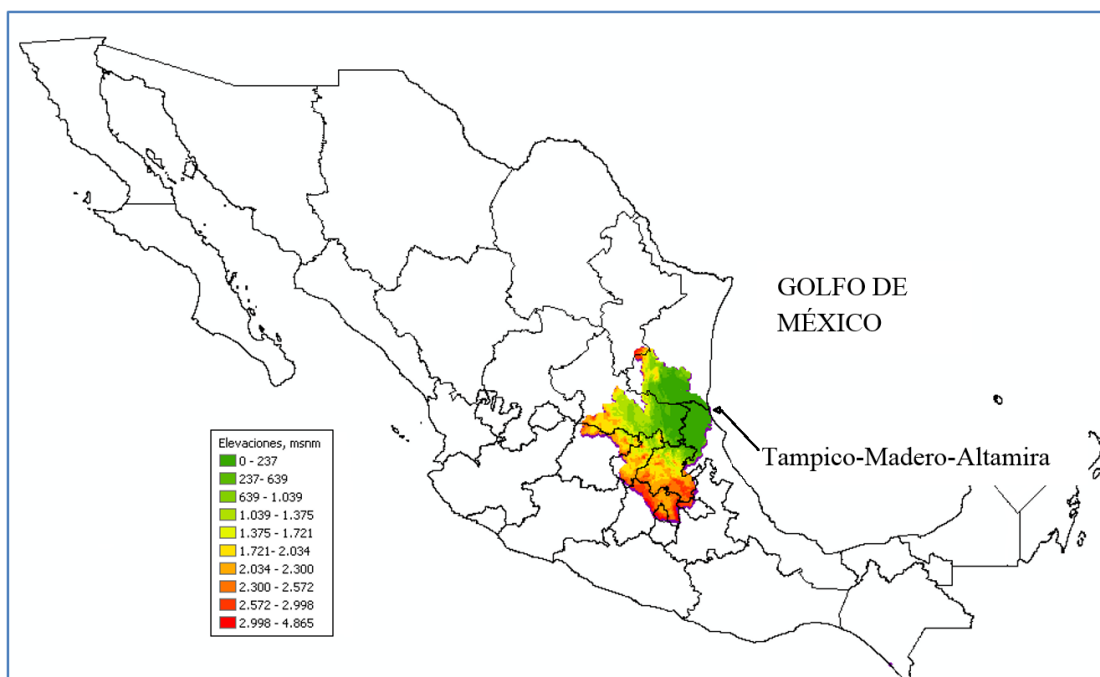 GOLFO DE
MÉXICO
Tampico-Madero-Altamira
Elevaciones, msnm
0 - 237
237- 639
639 - 1.039
1.039 - 1.375
1.375 - 1.721
1.721- 2.034
2.034 - 2.300
2.300 - 2.572
2.572 - 2.998
2.998 - 4.865